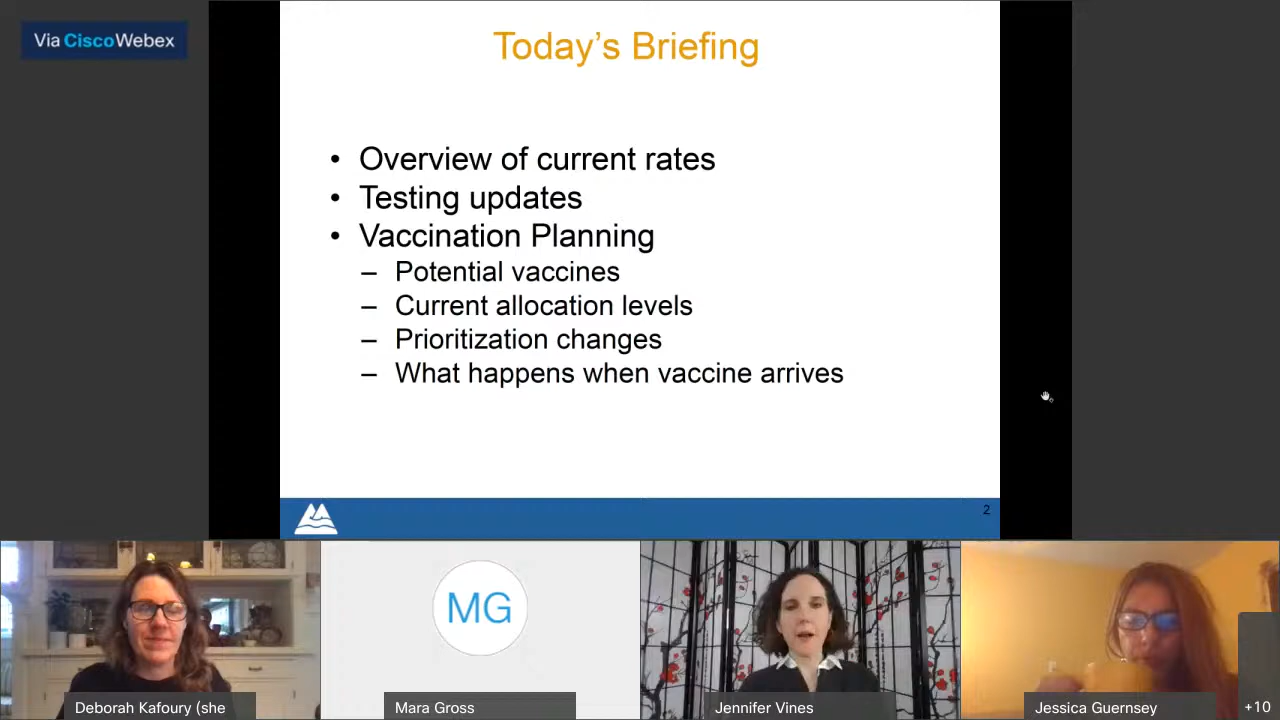 Via CiscoWebex
Today's Briefing
• Overview of current rates
• Testing updates
• Vaccination Planning
– Potential vaccines
– Current allocation levels
– Prioritization changes
– What happens when vaccine arrives
2
MG
Deborah Kafoury (she
Mara Gross
Jennifer Vines
Jessica Guernsey
+10